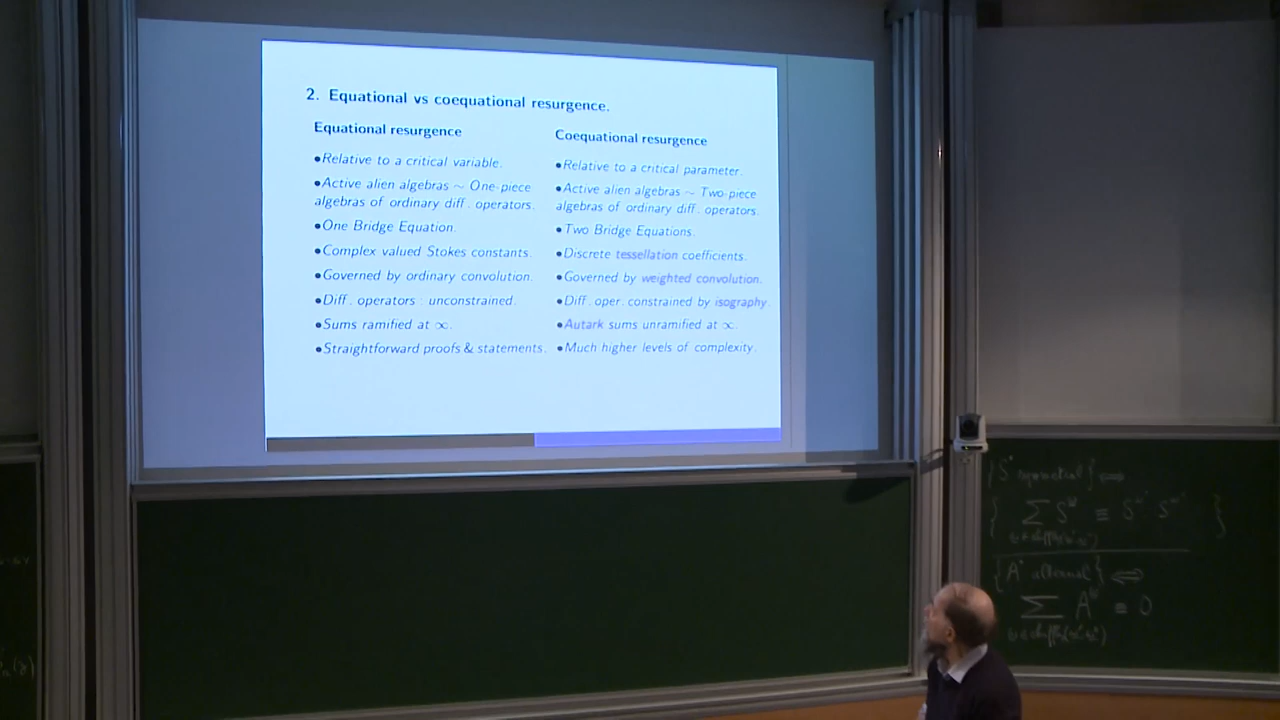 2. Equational vs coequational resurgence.
Equational resurgence
•Relative to a critical variable.
•Active alien algebras ∼ One-piece
algebras of ordinary diff. operators.
•One Bridge Equation.
•Complex valued Stokes constants.
•Governed by ordinary convolution.
•Diff. operators : unconstrained.
•Sums ramified at ∞.
•Straightforward proofs & statements.
Coequational resurgence
•Relative to a critical parameter.
•Active alien algebras ∼ Two-piece
algebras of ordinary diff. operators.
•Two Bridge Equations.
•Discrete tessellation coefficients.
•Governed by weighted convolution.
•Diff. oper. constrained by isography.
•Autark sums unramified at ∞.
•Much higher levels of complexity.
{S• symmetral} ⟺
{ ∑ S ≡ S S }
{A• alternal} ⟺
∑ A ≡ 0